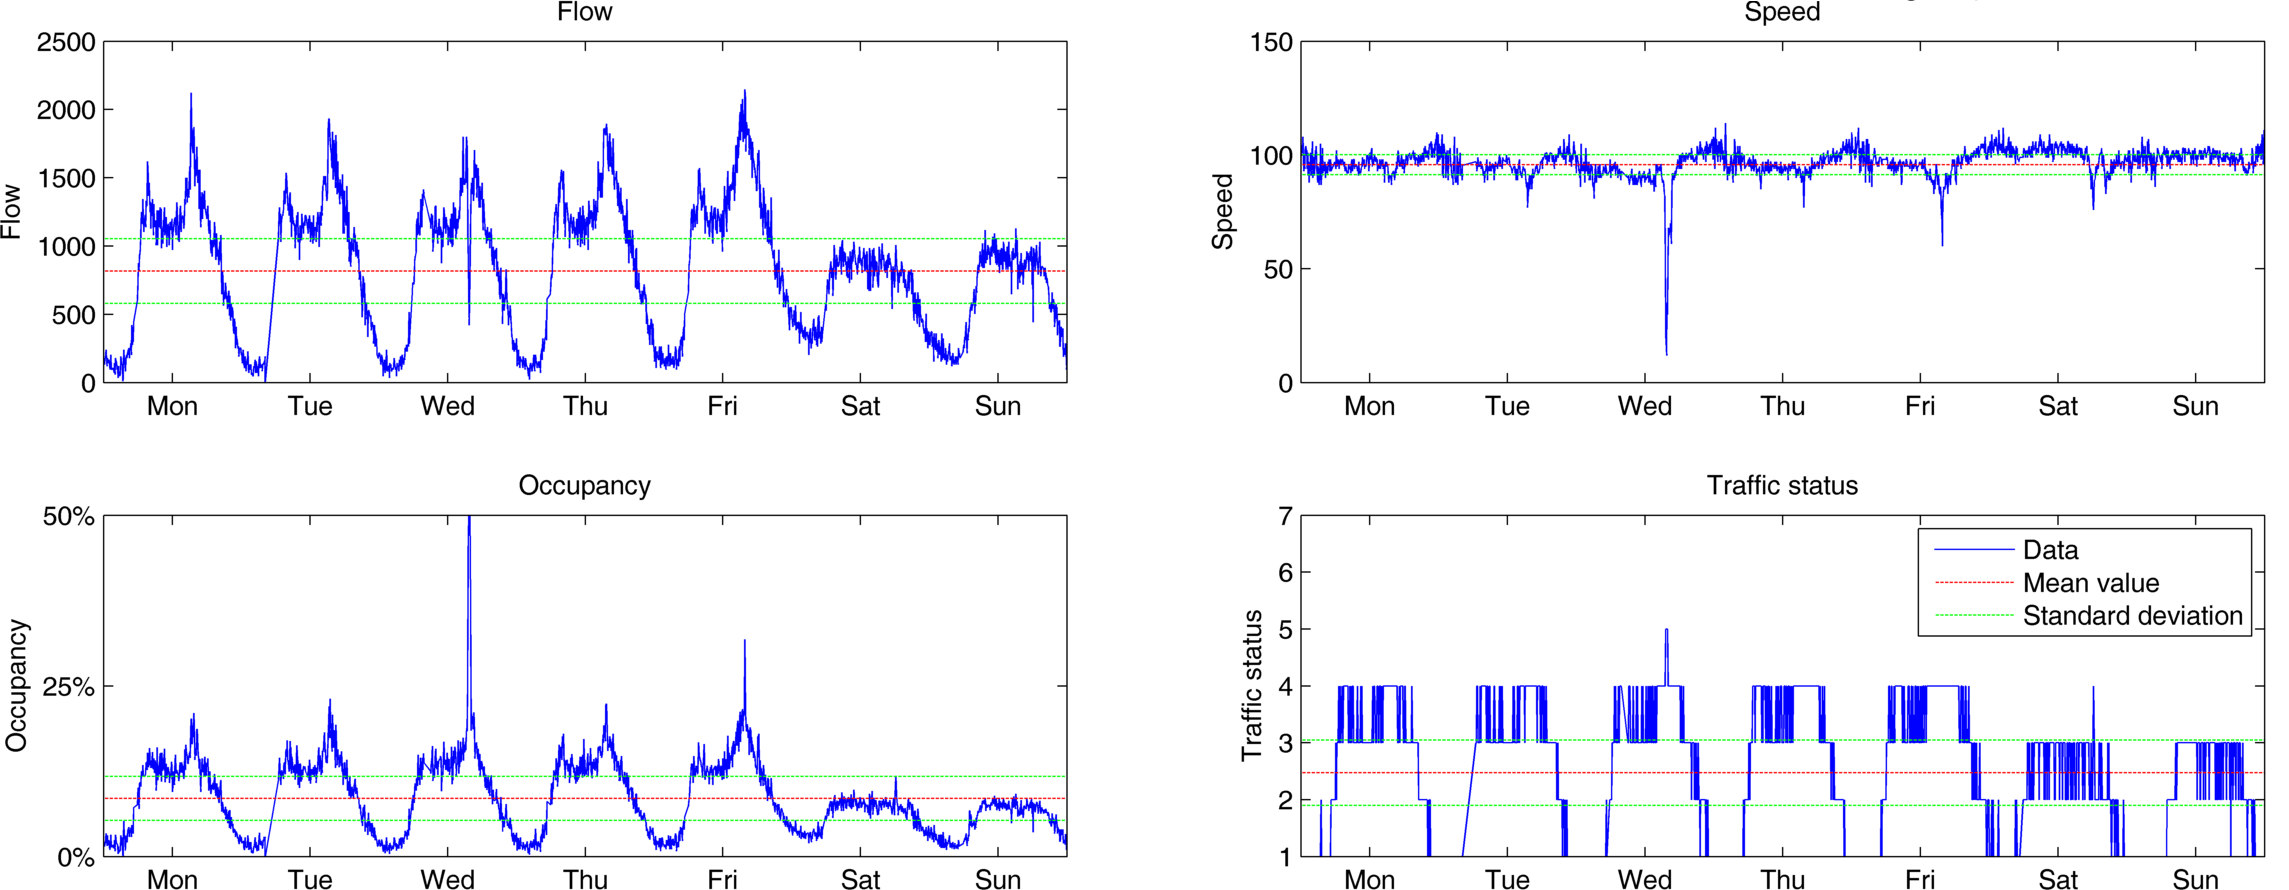 Flow
2500
2000
1500
1000
500
0
Flow
Mon Tue Wed Thu Fri Sat Sun
Speed
150
100
50
0
Speed
Mon Tue Wed Thu Fri Sat Sun
Occupancy
50%
25%
0%
Occupancy
Mon Tue Wed Thu Fri Sat Sun
Traffic status
7
6
5
4
3
2
1
Traffic status
Data
Mean value
Standard deviation
Mon Tue Wed Thu Fri Sat Sun